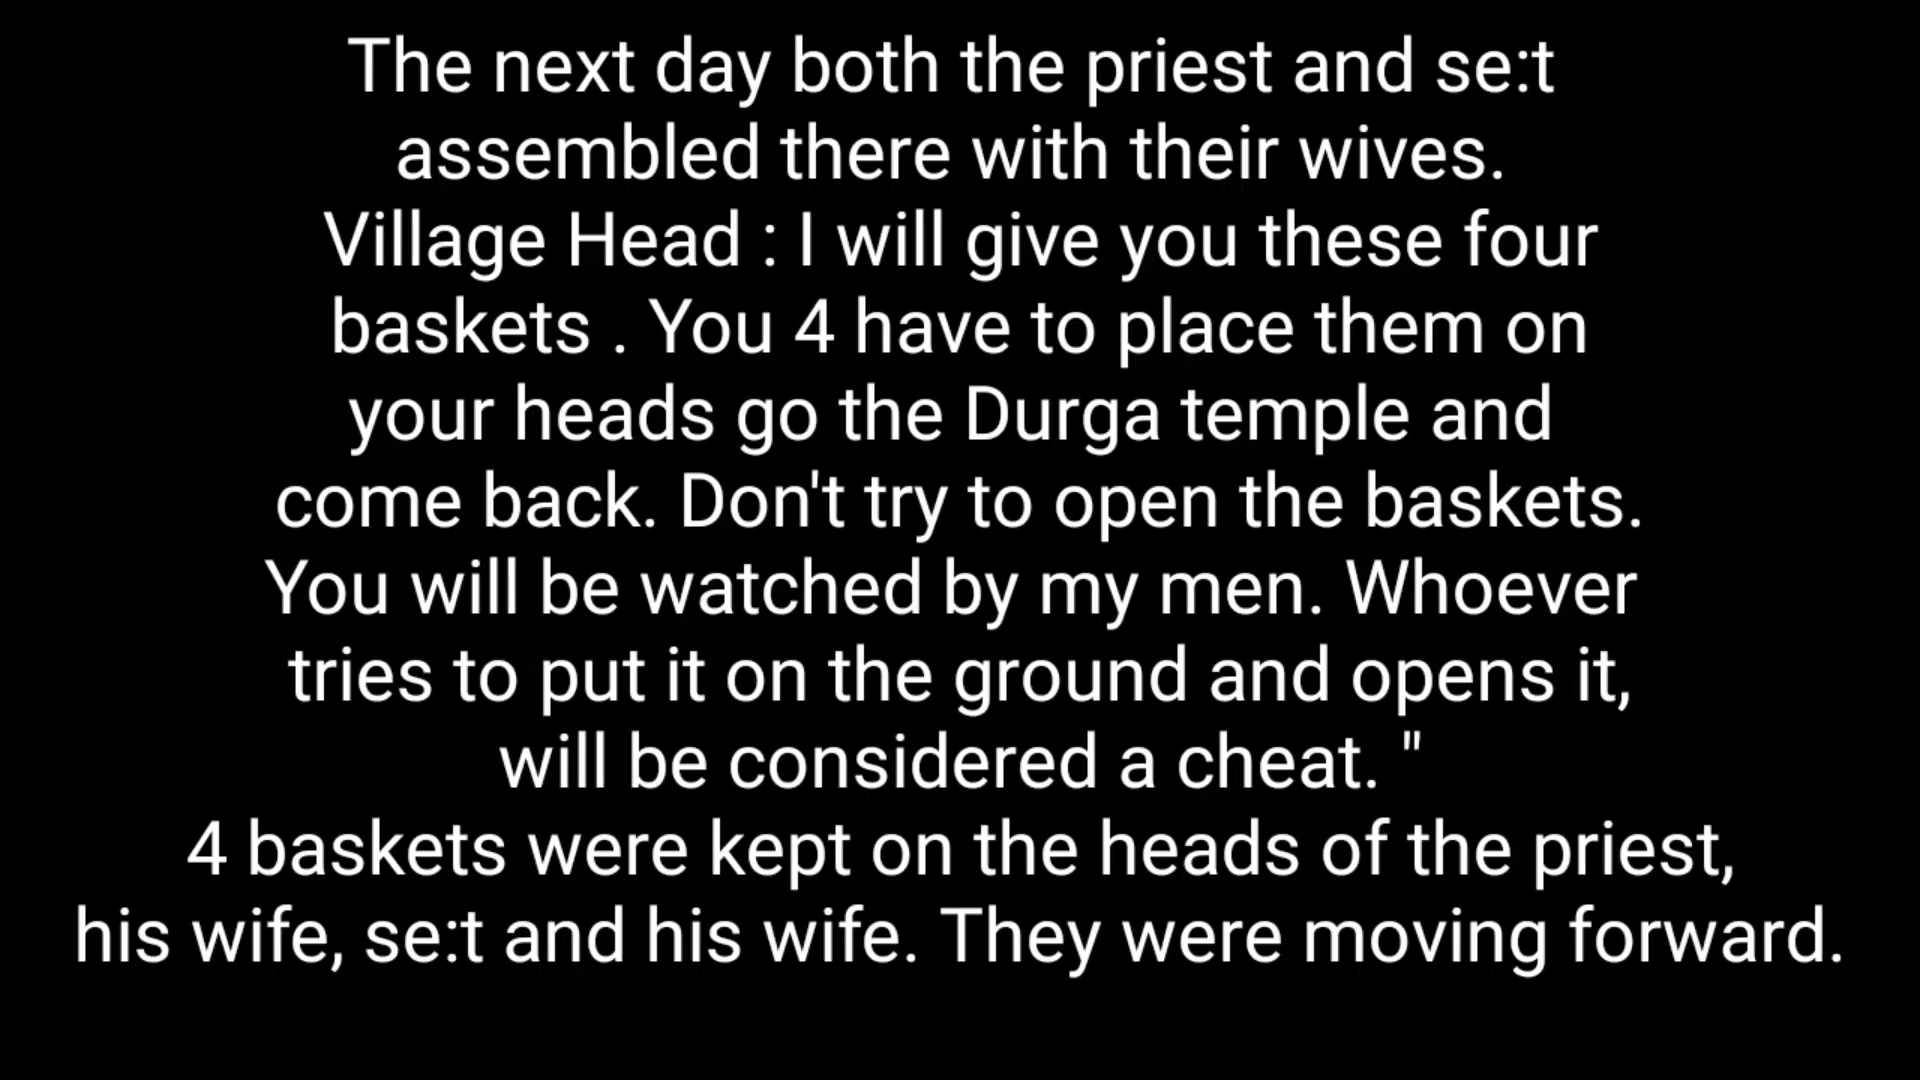 The next day both the priest and se:t
assembled there with their wives.
Village Head : I will give you these four
baskets . You 4 have to place them on
your heads go the Durga temple and
come back. Don't try to open the baskets.
You will be watched by my men. Whoever
tries to put it on the ground and opens it,
will be considered a cheat. "
4 baskets were kept on the heads of the priest,
his wife, se:t and his wife. They were moving forward.